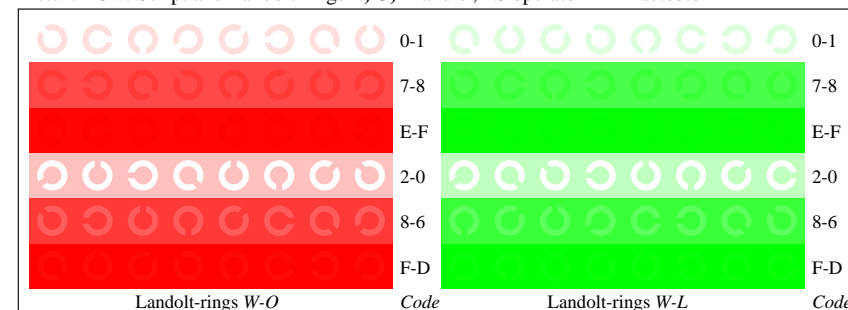 0-1 0-1
7-8 7-8
E-F E-F
2-0 2-0
8-6 8-6
F-D F-D
Landolt-rings W-O Code Landolt-rings W-L Code